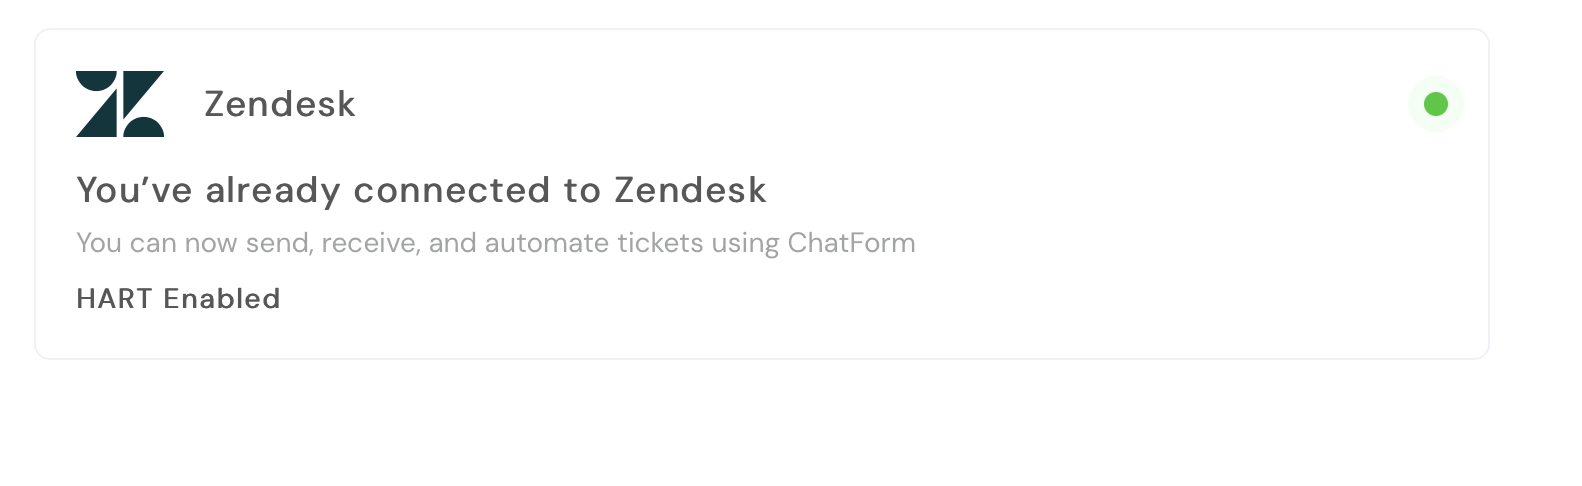 Zendesk
You’ve already connected to Zendesk
You can now send, receive, and automate tickets using ChatForm
HART Enabled